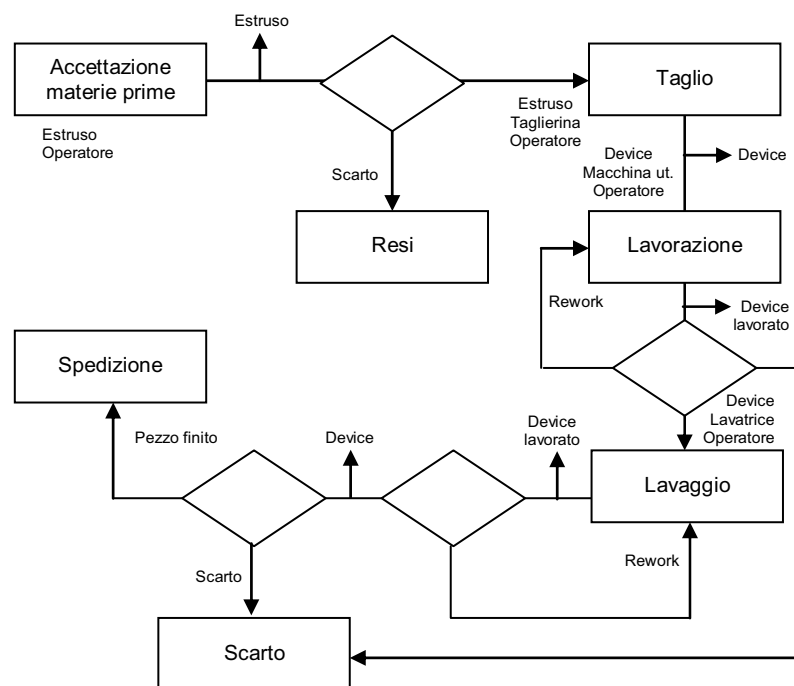 Estruso
Accettazione
materie prime
Taglio
Estruso
Operatore
Estruso
Taglierina
Operatore
Scarto
Device
Macchina ut.
Operatore
Device
Resi
Lavorazione
Rework
Device
lavorato
Spedizione
Device
Lavatrice
Operatore
Pezzo finito
Device
Device
lavorato
Lavaggio
Scarto
Rework
Scarto